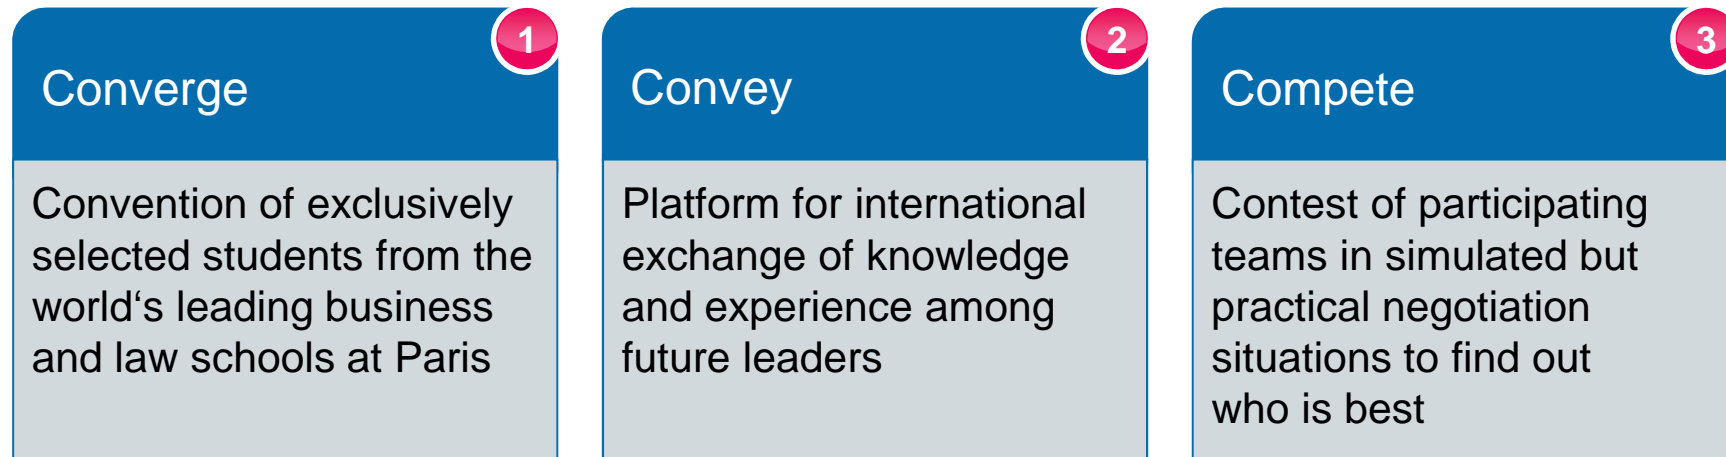 1
Converge
Convention of exclusively
selected students from the
world‘s leading business
and law schools at Paris
2
Convey
Platform for international
exchange of knowledge
and experience among
future leaders
3
Compete
Contest of participating
teams in simulated but
practical negotiation
situations to find out
who is best